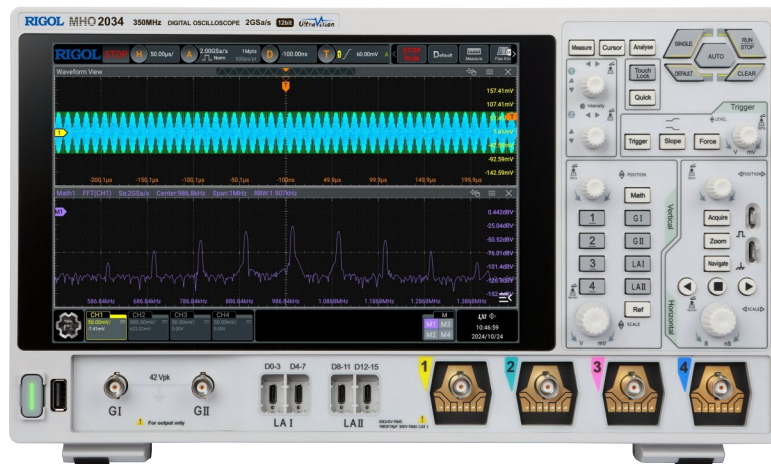 RIGOL MHO2034 350MHz DIGITAL OSCILLOSCOPE 2GSa/s 12bit UltraVision
RIGOL STOP H 50.00μs/ A 2.00GSa/s 1Mpts D -100.00ns T 1 60.00mV A STOP Default Measure
Norm RUN
Waveform View
T
157.41mV
107.41mV
7.41mV
-92.59mV
-142.59mV
-200.1μs -150.1μs -100.1μs -50.1μs -100ns 49.9μs 99.9μs 149.9μs 199.9μs
Math1 FFT(CH1) Sa:2GSa/s Center:986.8kHz Span:1MHz RBW:1.907kHz
M1
0.442dBV
-25.04dBV
-50.52dBV
-76.01dBV
-101.4dBV
586.84kHz 686.84kHz 786.84kHz 886.84kHz 986.84kHz 1.0868MHz 1.1868MHz 1.2868MHz 1.3868MHz
CH1 CH2 CH3 CH4 M LXI
50.00mV/
-7.41mV
M1 M3
M2 M4
10:46:59
2024/10/24
Measure Cursor Analyse
SINGLE RUN STOP
AUTO
DEFAULT CLEAR
Touch Lock
Quick
Intensity
Trigger
LEVEL
Trigger Slope Force
V mV
POSITION POSITION
Math
1 GI
2 GII
3 LAI
4 LAII
Ref
Vertical
Acquire
Zoom
Navigate
Horizontal
SCALE SCALE
V mV S nS
42 Vpk
GI GII
For output only
D0-3 D4-7 D8-11 D12-15
LA I LAII
1 2 3 4